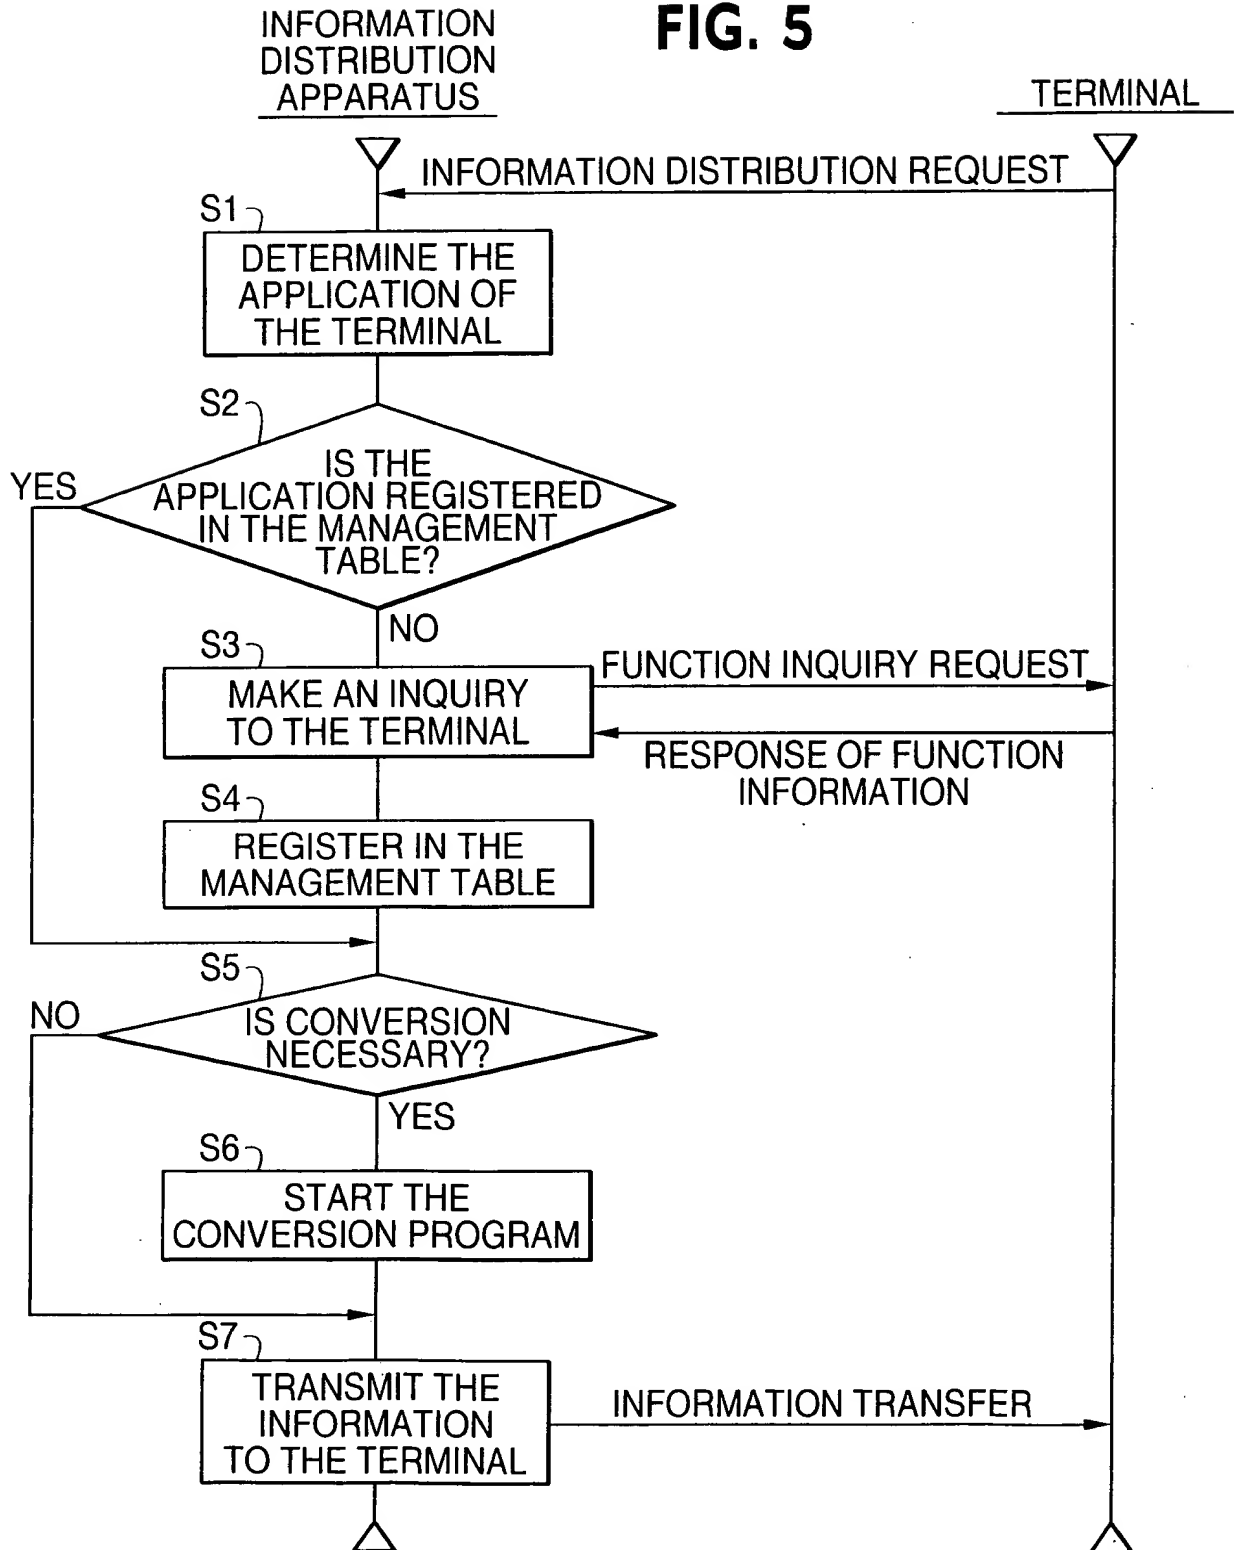 FIG. 5
INFORMATION
DISTRIBUTION
APPARATUS
TERMINAL
INFORMATION DISTRIBUTION REQUEST
S1
DETERMINE THE
APPLICATION OF
THE TERMINAL
S2
IS THE
APPLICATION REGISTERED
IN THE MANAGEMENT
TABLE?
YES
NO
S3
MAKE AN INQUIRY
TO THE TERMINAL
FUNCTION INQUIRY REQUEST
RESPONSE OF FUNCTION
INFORMATION
S4
REGISTER IN THE
MANAGEMENT TABLE
S5
IS CONVERSION
NECESSARY?
NO
YES
S6
START THE
CONVERSION PROGRAM
S7
TRANSMIT THE
INFORMATION
TO THE TERMINAL
INFORMATION TRANSFER